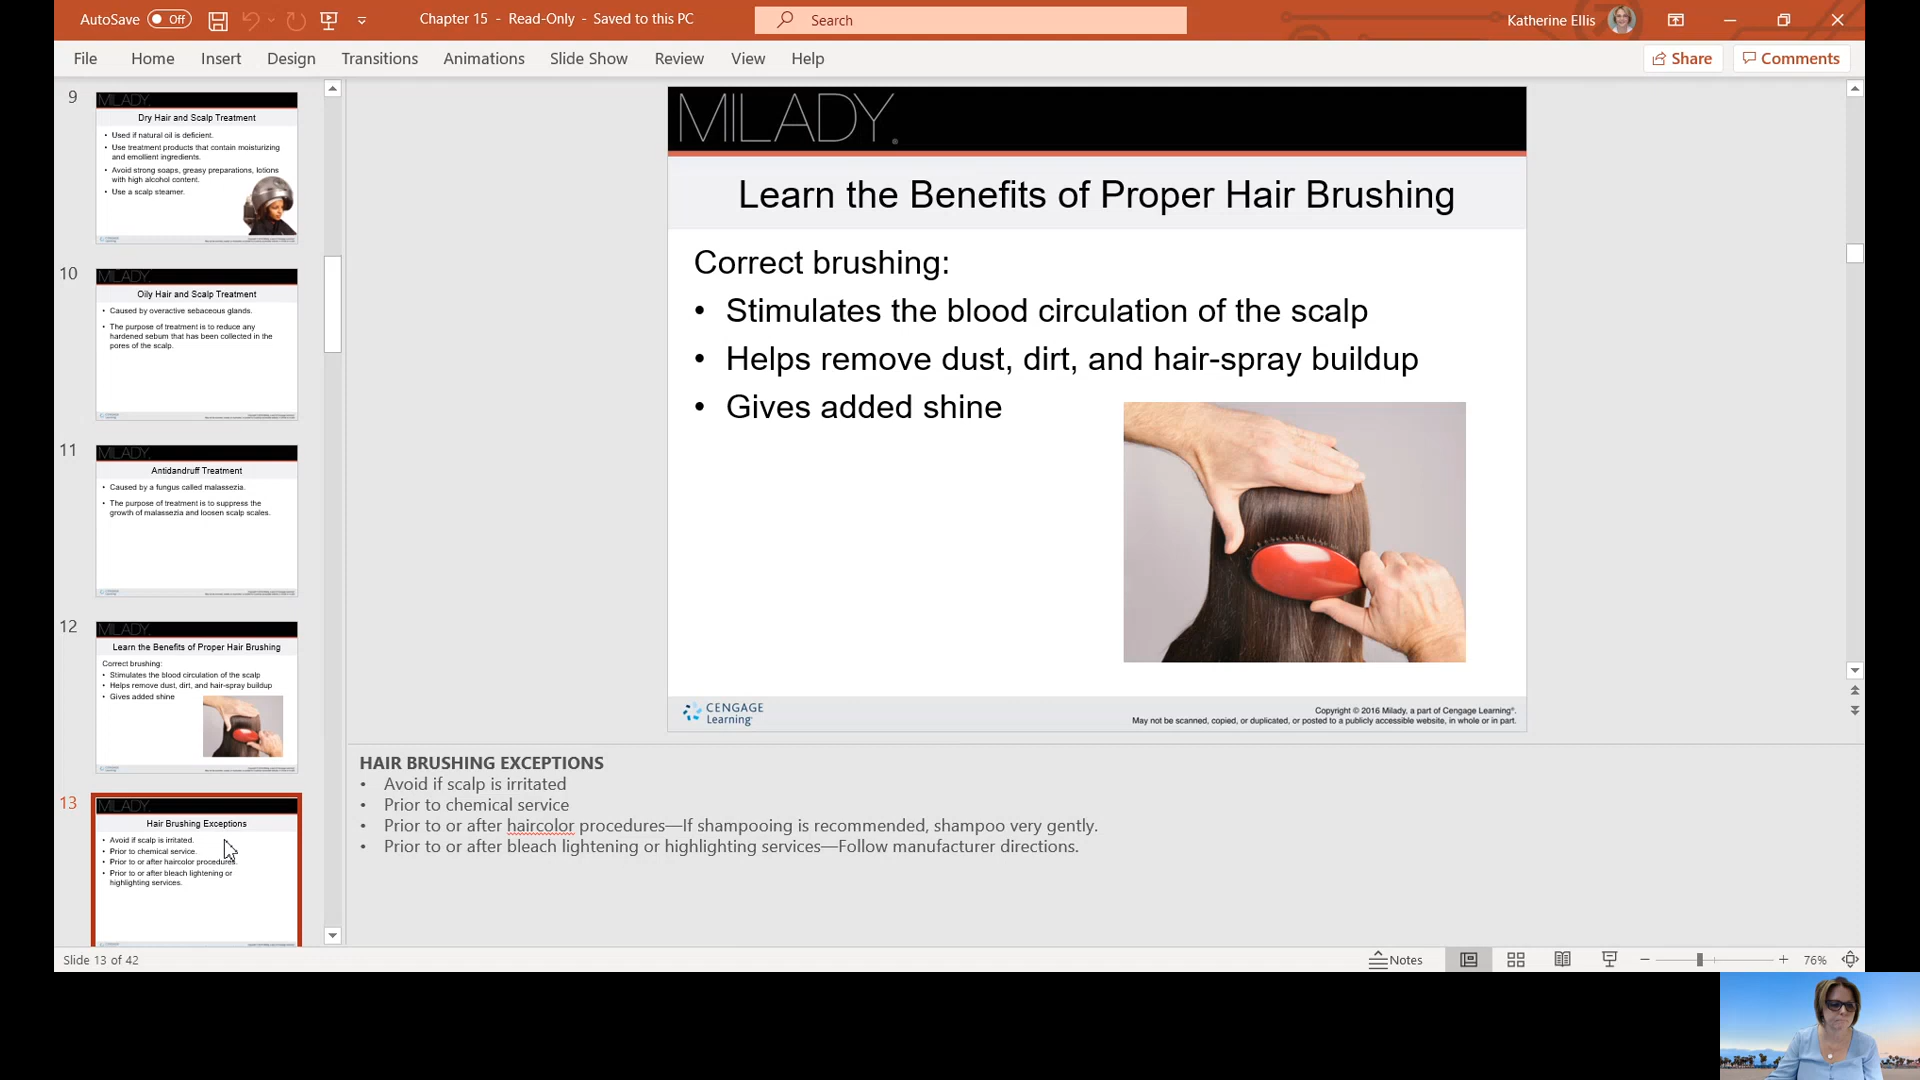 AutoSave Off Chapter 15 - Read-Only - Saved to this PC Search Katherine Ellis
File Home Insert Design Transitions Animations Slide Show Review View Help Share Comments
9
MILADY
Dry Hair and Scalp Treatment
• Used if natural oil is deficient.
• Use treatment products that contain moisturizing
and emollient ingredients.
• Avoid strong soaps, greasy preparations, lotions
with high alcohol content.
• Use a scalp steamer.
10
MILADY
Oily Hair and Scalp Treatment
• Caused by overactive sebaceous glands.
• The purpose of treatment is to reduce any
hardened sebum that has been collected in the
pores of the scalp.
11
MILADY
Antidandruff Treatment
• Caused by a fungus called malassezia.
• The purpose of treatment is to suppress the
growth of malassezia and loosen scalp scales.
12
MILADY
Learn the Benefits of Proper Hair Brushing
Correct brushing:
• Stimulates the blood circulation of the scalp
• Helps remove dust, dirt, and hair-spray buildup
• Gives added shine
13
MILADY
Hair Brushing Exceptions
• Avoid if scalp is irritated.
• Prior to chemical service.
• Prior to or after haircolor procedures.
• Prior to or after bleach lightening or
highlighting services.
MILADY®
Learn the Benefits of Proper Hair Brushing
Correct brushing:
• Stimulates the blood circulation of the scalp
• Helps remove dust, dirt, and hair-spray buildup
• Gives added shine
CENGAGE
Learning
Copyright © 2016 Milady, a part of Cengage Learning®.
May not be scanned, copied, or duplicated, or posted to a publicly accessible website, in whole or in part.
HAIR BRUSHING EXCEPTIONS
• Avoid if scalp is irritated
• Prior to chemical service
• Prior to or after haircolor procedures—If shampooing is recommended, shampoo very gently.
• Prior to or after bleach lightening or highlighting services—Follow manufacturer directions.
Slide 13 of 42 Notes 76%